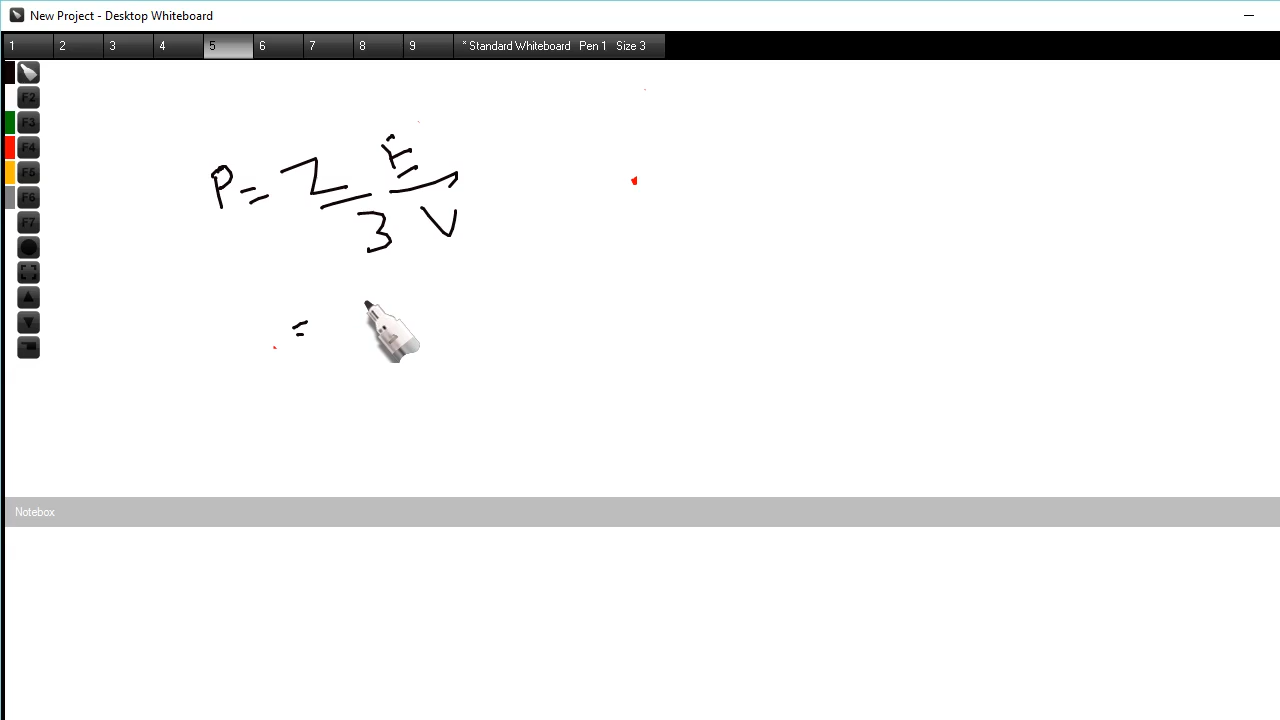 New Project - Desktop Whiteboard
1 2 3 4 5 6 7 8 9 * Standard Whiteboard Pen 1 Size 3
F2
F3
F4
F5
F6
F7
P = 2/3 E/V
=
Notebox